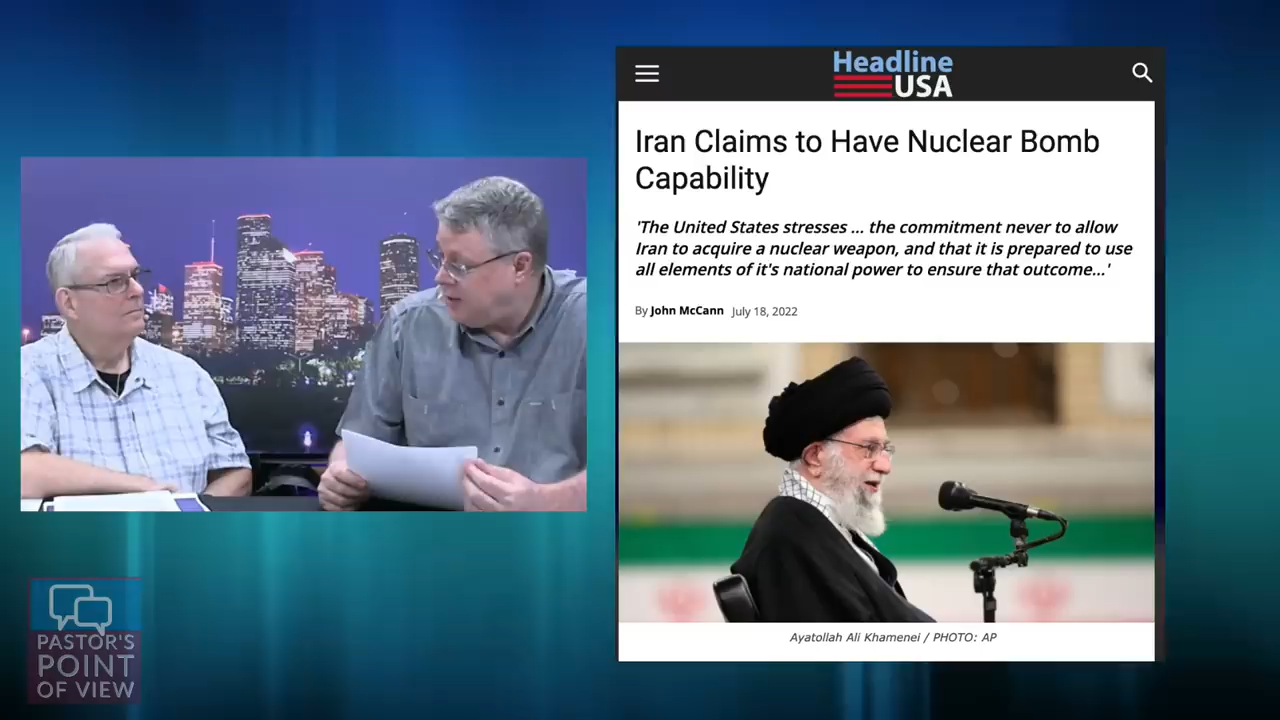 Headline
USA
Iran Claims to Have Nuclear Bomb
Capability
'The United States stresses ... the commitment never to allow
Iran to acquire a nuclear weapon, and that it is prepared to use
all elements of it's national power to ensure that outcome...'
By John McCann July 18, 2022
Ayatollah Ali Khamenei / PHOTO: AP
PASTOR'S
POINT
OF VIEW